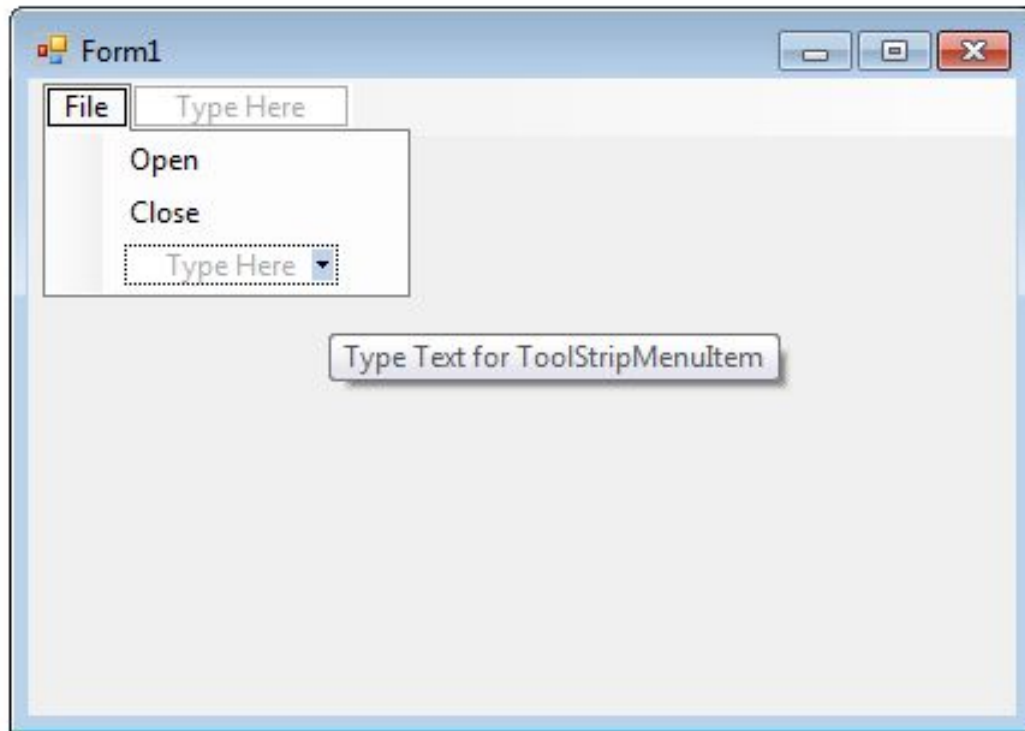 Form1
File Type Here
Open
Close
Type Here
Type Text for ToolStripMenuItem